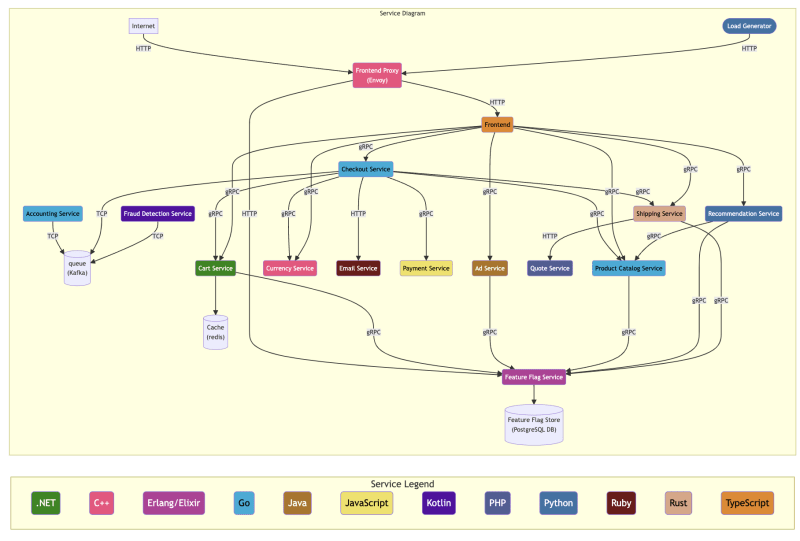 Service Diagram
Internet
Load Generator
HTTP
HTTP
Frontend Proxy
(Envoy)
HTTP
Frontend
gRPC
gRPC
Checkout Service
gRPC
gRPC
gRPC
gRPC
gRPC
gRPC
Accounting Service
Fraud Detection Service
TCP
HTTP
gRPC
gRPC
HTTP
gRPC
gRPC
Shipping Service
Recommendation Service
TCP
TCP
HTTP
gRPC
queue
(Kafka)
Cart Service
Currency Service
Email Service
Payment Service
Ad Service
Quote Service
Product Catalog Service
gRPC
gRPC
Cache
(redis)
gRPC
gRPC
gRPC
Feature Flag Service
Feature Flag Store
(PostgreSQL DB)
Service Legend
.NET
C++
Erlang/Elixir
Go
Java
JavaScript
Kotlin
PHP
Python
Ruby
Rust
TypeScript